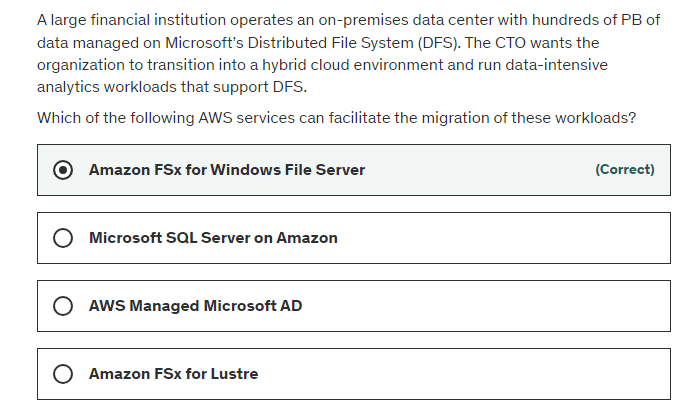 A large financial institution operates an on-premises data center with hundreds of PB of
data managed on Microsoft's Distributed File System (DFS). The CTO wants the
organization to transition into a hybrid cloud environment and run data-intensive
analytics workloads that support DFS.
Which of the following AWS services can facilitate the migration of these workloads?
Amazon FSx for Windows File Server (Correct)
Microsoft SQL Server on Amazon
AWS Managed Microsoft AD
Amazon FSx for Lustre